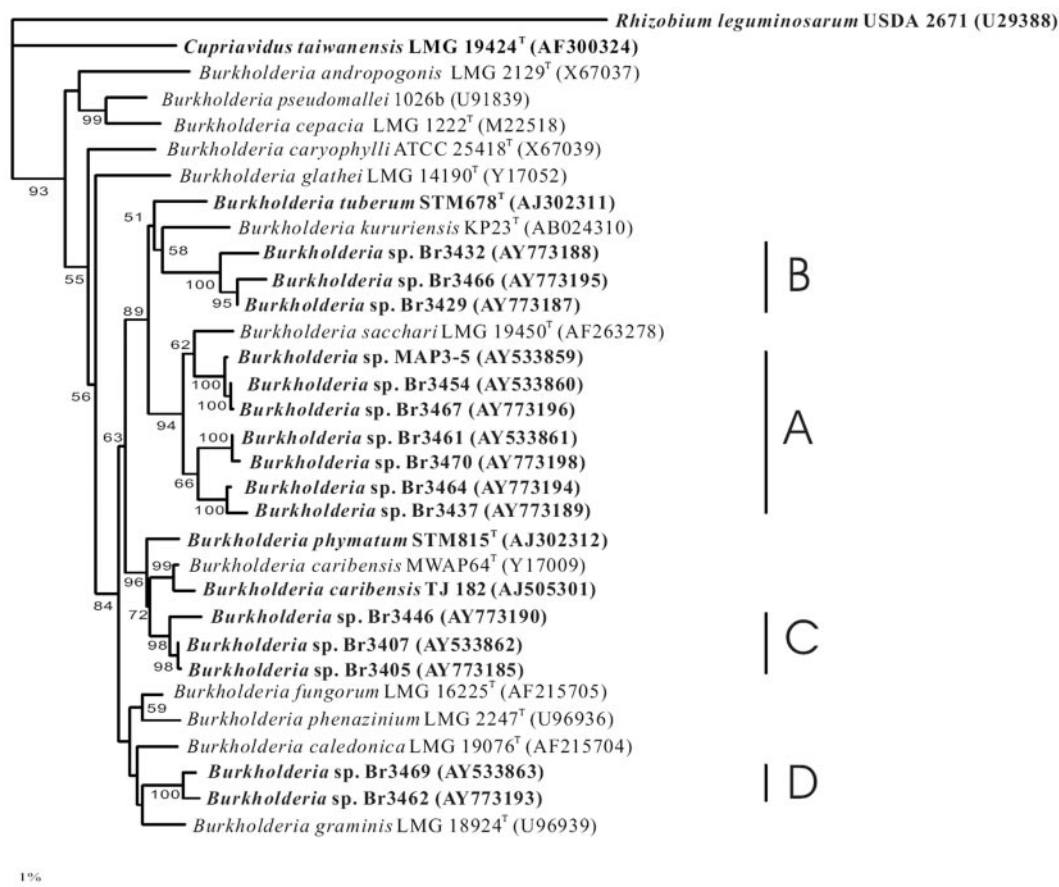 Rhizobium leguminosarum USDA 2671 (U29388)
Cupriavidus taiwanensis LMG 19424T (AF300324)
Burkholderia andropogonis LMG 2129T (X67037)
Burkholderia pseudomallei 1026b (U91839)
99
Burkholderia cepacia LMG 1222T (M22518)
Burkholderia caryophylli ATCC 25418T (X67039)
93
Burkholderia glathei LMG 14190T (Y17052)
Burkholderia tuberum STM678T (AJ302311)
51
Burkholderia kururiensis KP23T (AB024310)
58
Burkholderia sp. Br3432 (AY773188)
55
100
Burkholderia sp. Br3466 (AY773195)
B
95
Burkholderia sp. Br3429 (AY773187)
89
Burkholderia sacchari LMG 19450T (AF263278)
62
Burkholderia sp. MAP3-5 (AY533859)
100
Burkholderia sp. Br3454 (AY533860)
56
100
Burkholderia sp. Br3467 (AY773196)
94
A
63
100
Burkholderia sp. Br3461 (AY533861)
Burkholderia sp. Br3470 (AY773198)
66
Burkholderia sp. Br3464 (AY773194)
100
Burkholderia sp. Br3437 (AY773189)
Burkholderia phymatum STM815T (AJ302312)
99
Burkholderia caribensis MWAP64T (Y17009)
96
Burkholderia caribensis TJ 182 (AJ505301)
84
72
Burkholderia sp. Br3446 (AY773190)
98
Burkholderia sp. Br3407 (AY533862)
C
98
Burkholderia sp. Br3405 (AY773185)
Burkholderia fungorum LMG 16225T (AF215705)
59
Burkholderia phenazinium LMG 2247T (U96936)
Burkholderia caledonica LMG 19076T (AF215704)
Burkholderia sp. Br3469 (AY533863)
D
100
Burkholderia sp. Br3462 (AY773193)
Burkholderia graminis LMG 18924T (U96939)
1%